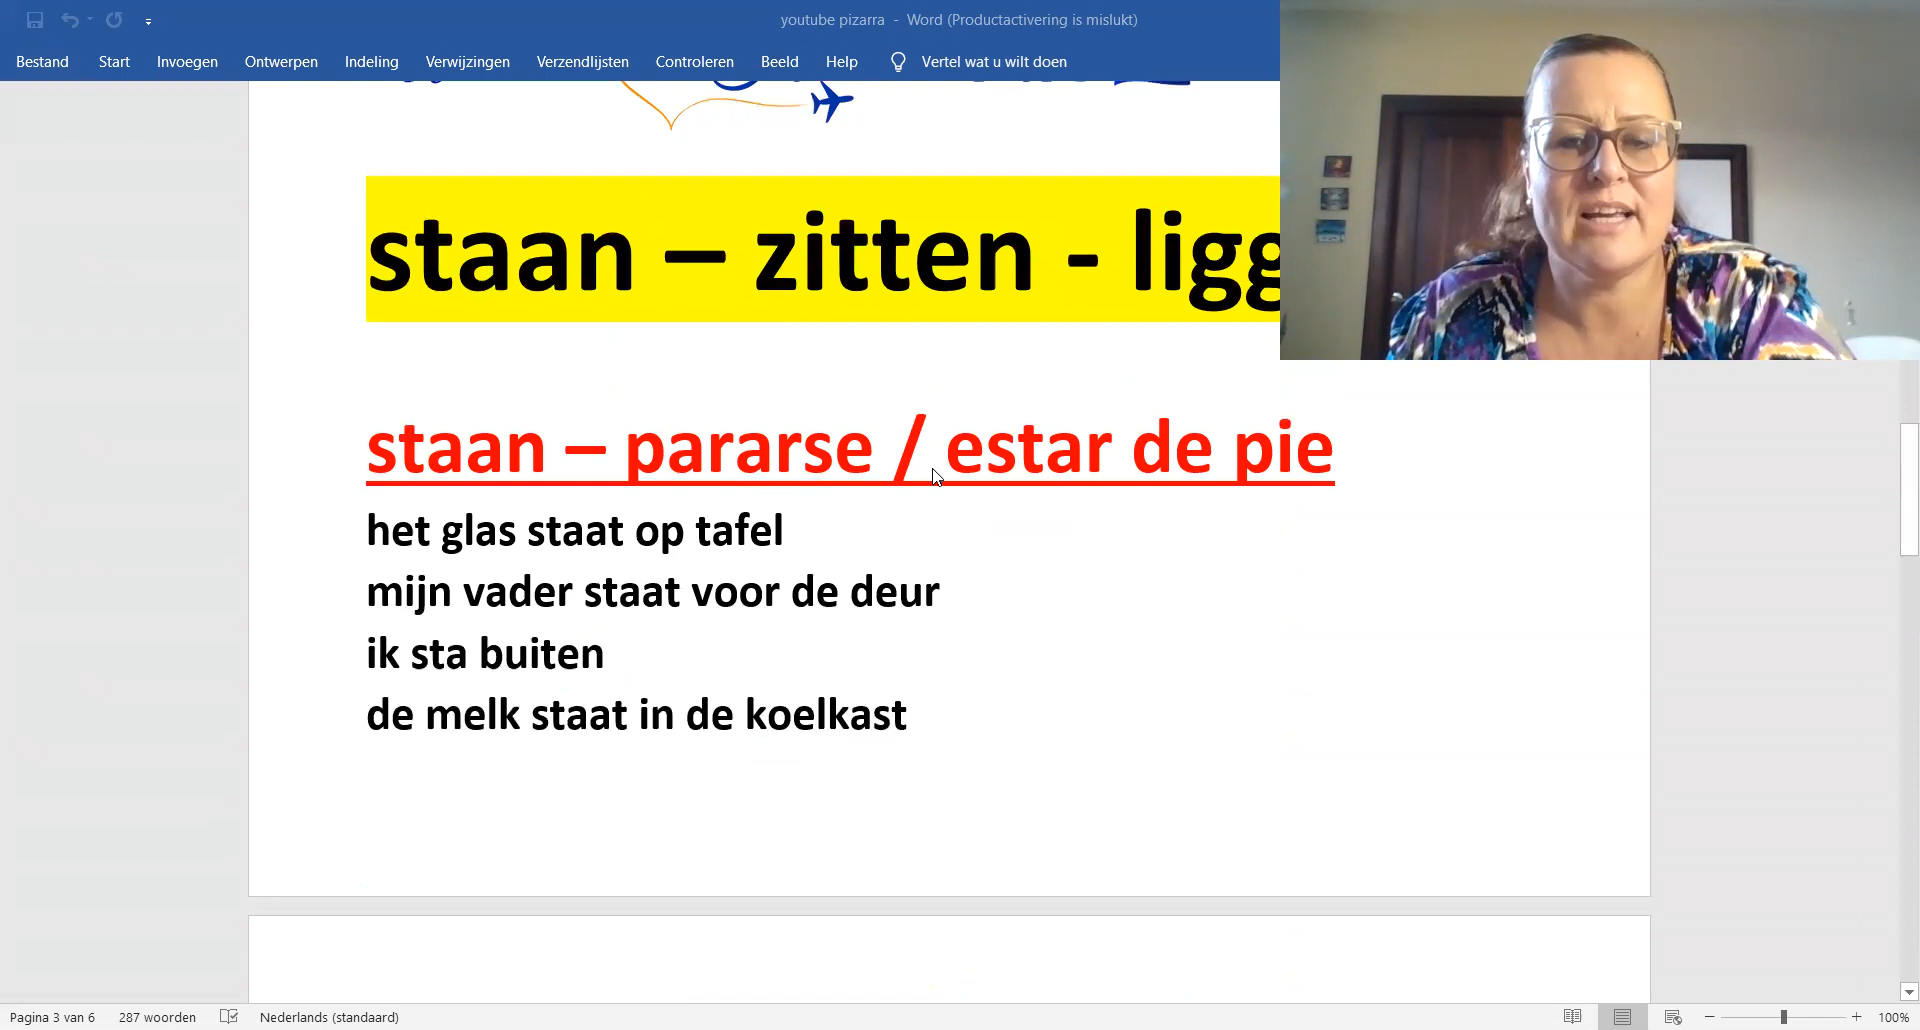 youtube pizarra - Word (Productactivering is mislukt)
Bestand Start Invoegen Ontwerpen Indeling Verwijzingen Verzendlijsten Controleren Beeld Help Vertel wat u wilt doen
staan – zitten - ligg
staan – pararse / estar de pie
het glas staat op tafel
mijn vader staat voor de deur
ik sta buiten
de melk staat in de koelkast
Pagina 3 van 6 287 woorden Nederlands (standaard) 100%